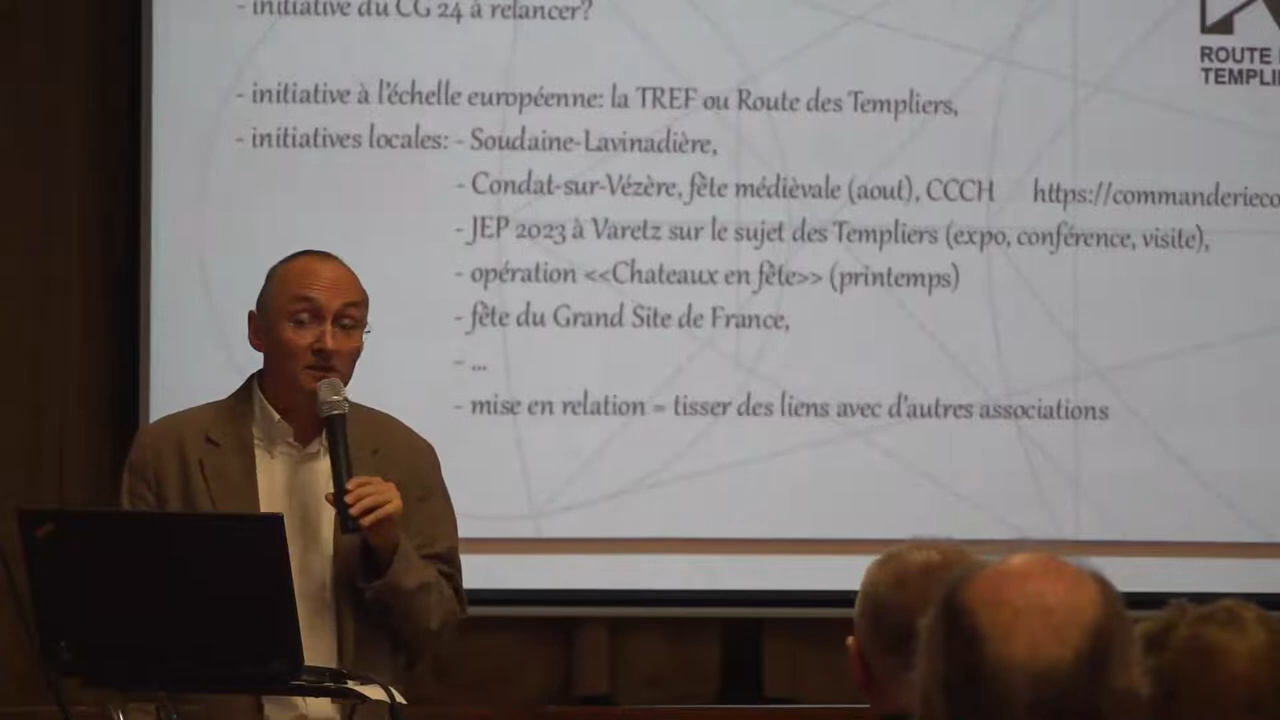 - initiative du CG 24 à relancer?
ROUTE
TEMPLI
- initiative à l'échelle européenne: la TREF ou Route des Templiers,
- initiatives locales: - Soudaine-Lavinadière,
- Condat-sur-Vézère, fête médièvale (aout), CCCH https://commanderieco
- JEP 2023 à Varetz sur le sujet des Templiers (expo, conférence, visite),
- opération <<Chateaux en fête>> (printemps)
- fête du Grand Site de France,
- ...
- mise en relation = tisser des liens avec d'autres associations